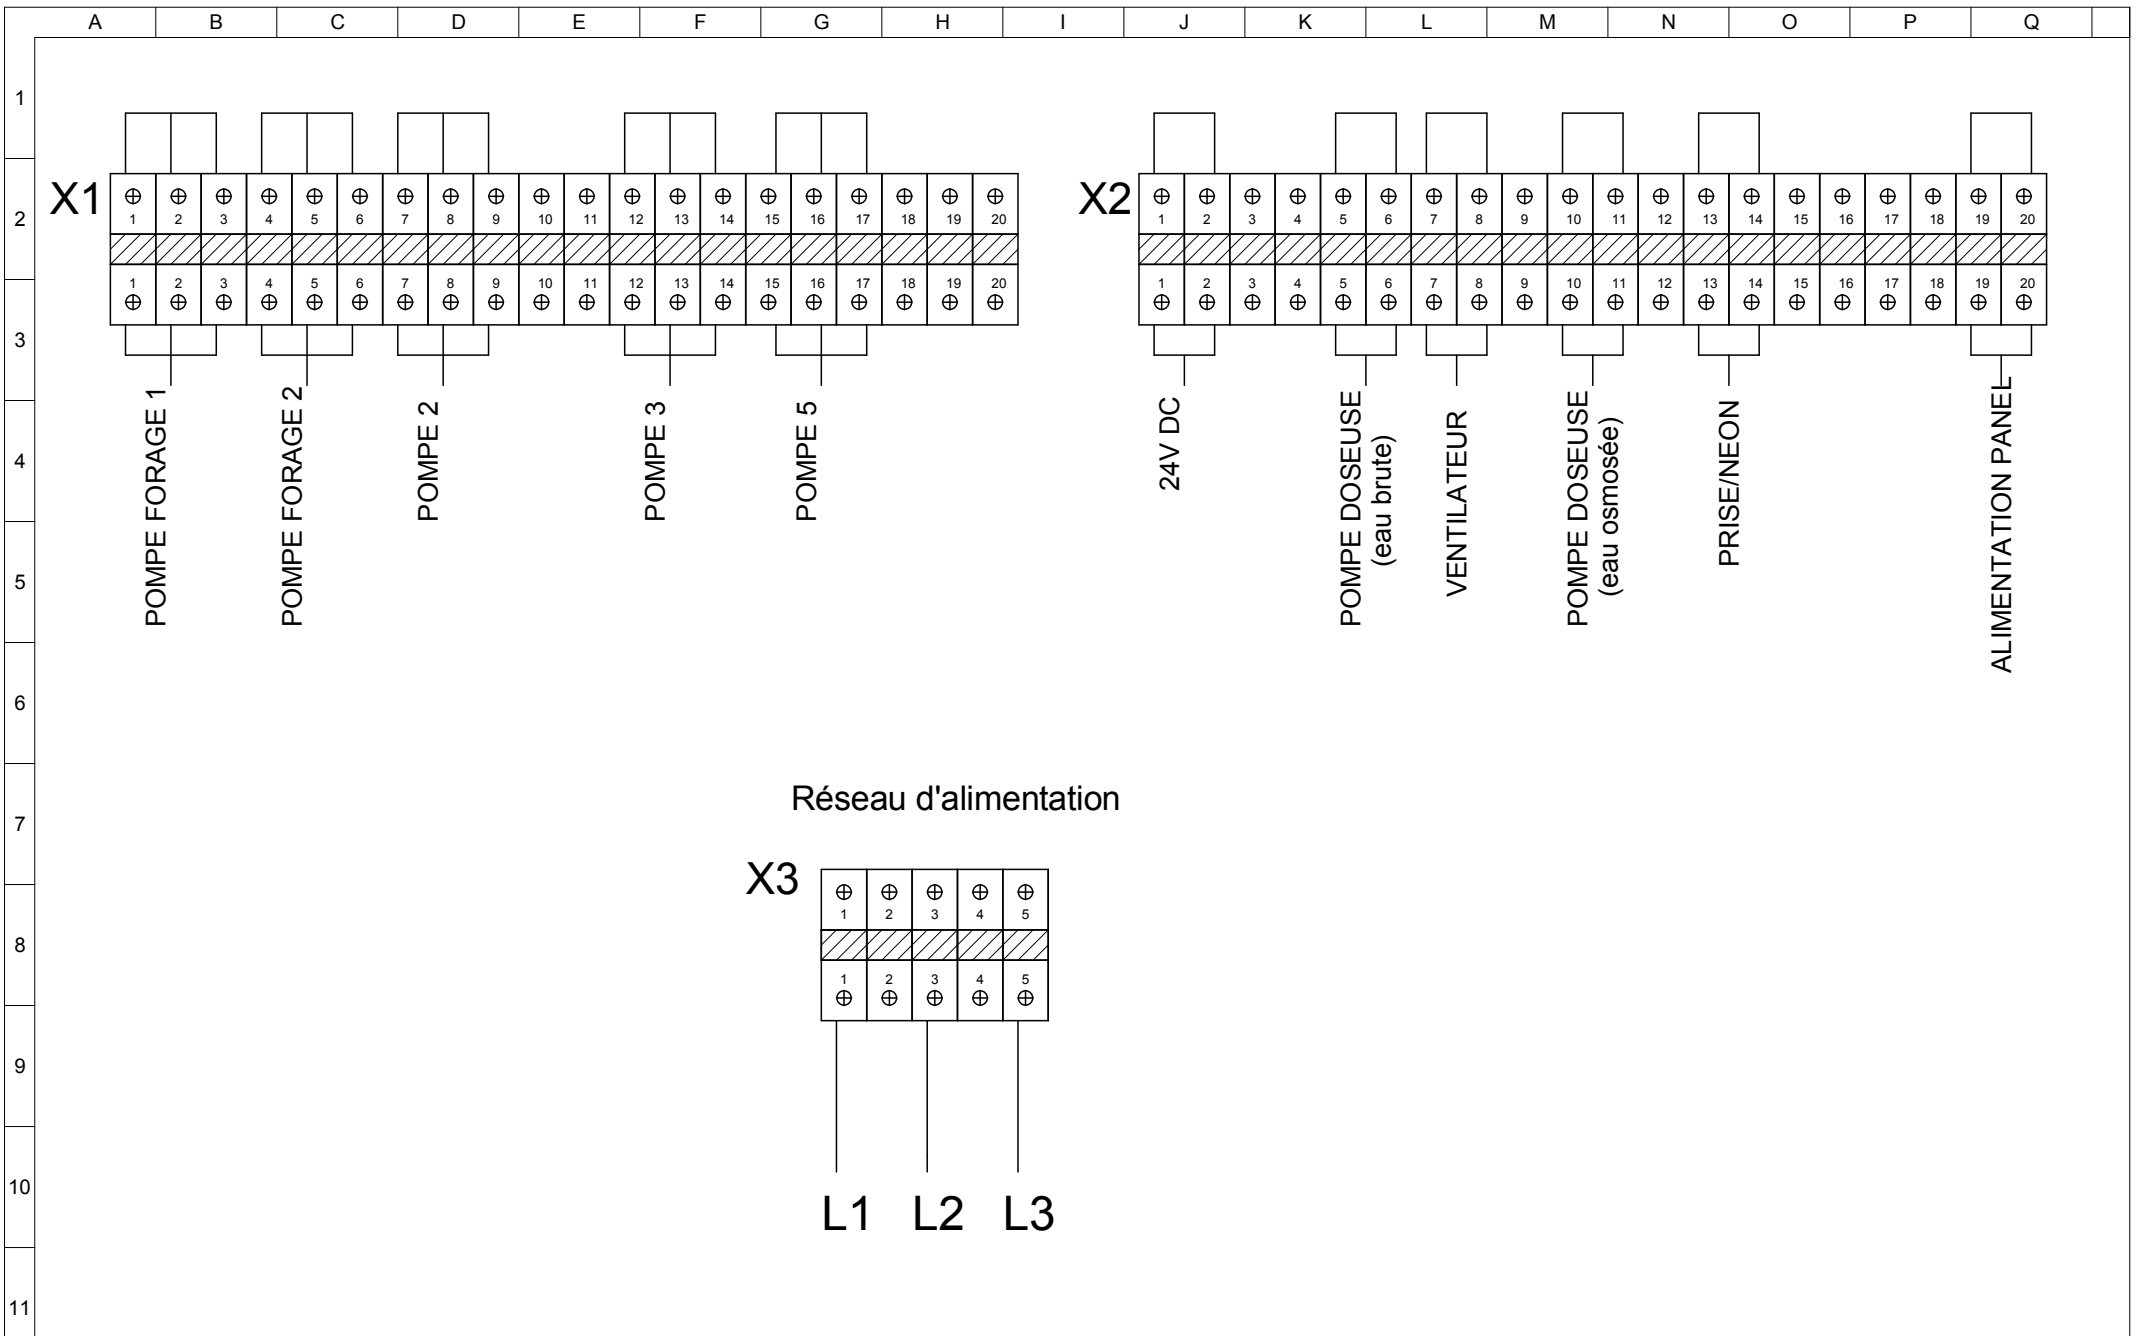 A B C D E F G H I J K L M N O P Q
1
2
3
4
5
6
7
8
9
10
11
X1
1 2 3 4 5 6 7 8 9 10 11 12 13 14 15 16 17 18 19 20
1 2 3 4 5 6 7 8 9 10 11 12 13 14 15 16 17 18 19 20
POMPE FORAGE 1
POMPE FORAGE 2
POMPE 2
POMPE 3
POMPE 5
X2
1 2 3 4 5 6 7 8 9 10 11 12 13 14 15 16 17 18 19 20
1 2 3 4 5 6 7 8 9 10 11 12 13 14 15 16 17 18 19 20
24V DC
POMPE DOSEUSE
(eau brute)
VENTILATEUR
POMPE DOSEUSE
(eau osmosée)
PRISE/NEON
ALIMENTATION PANEL
Réseau d'alimentation
X3
1 2 3 4 5
1 2 3 4 5
L1 L2 L3